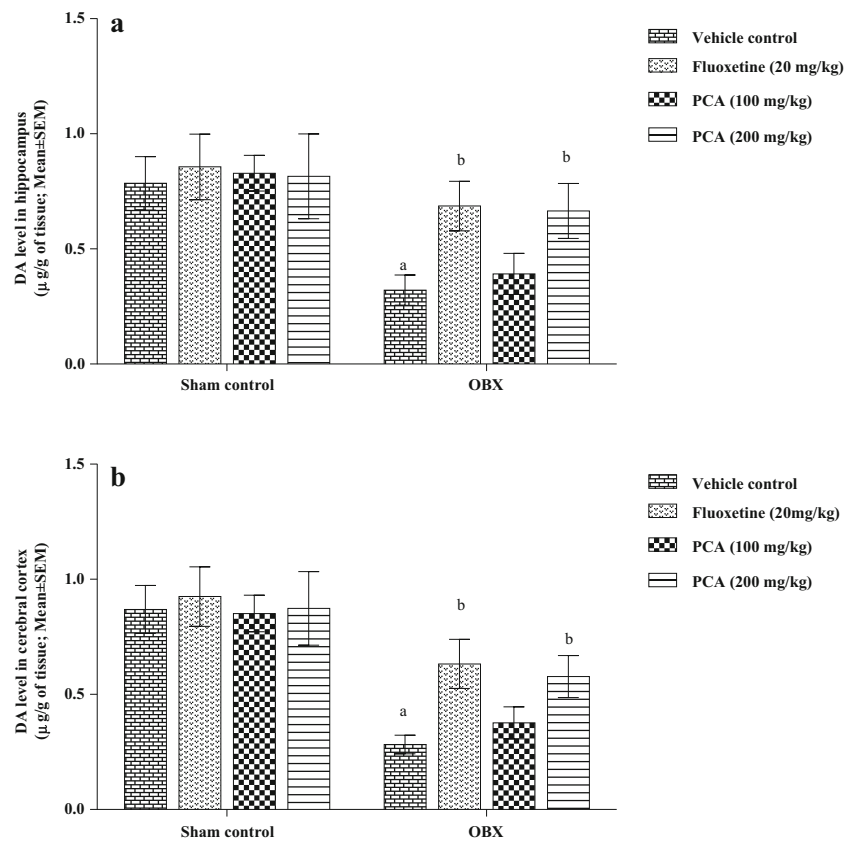 a
DA level in hippocampus
(μ g/g of tissue; Mean±SEM)
1.5
1.0
0.5
0.0
b
b
a
Sham control
OBX
Vehicle control
Fluoxetine (20 mg/kg)
PCA (100 mg/kg)
PCA (200 mg/kg)
b
DA level in cerebral cortex
(μ g/g of tissue; Mean±SEM)
1.5
1.0
0.5
0.0
b
b
a
Sham control
OBX
Vehicle control
Fluoxetine (20mg/kg)
PCA (100 mg/kg)
PCA (200 mg/kg)